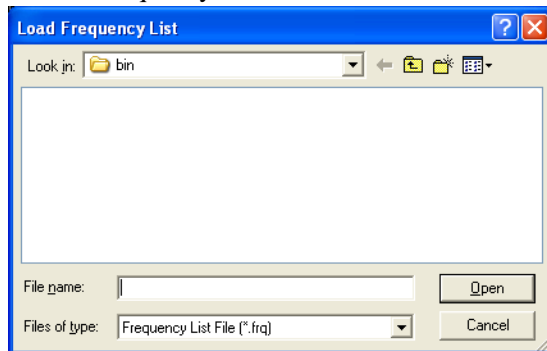 Load Frequency List
Look in: bin
File name: Open
Files of type: Frequency List File (*.frq) Cancel